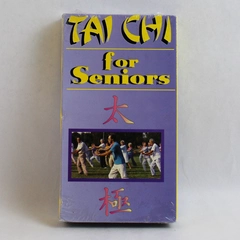 TAI CHI
for
Seniors
太
極